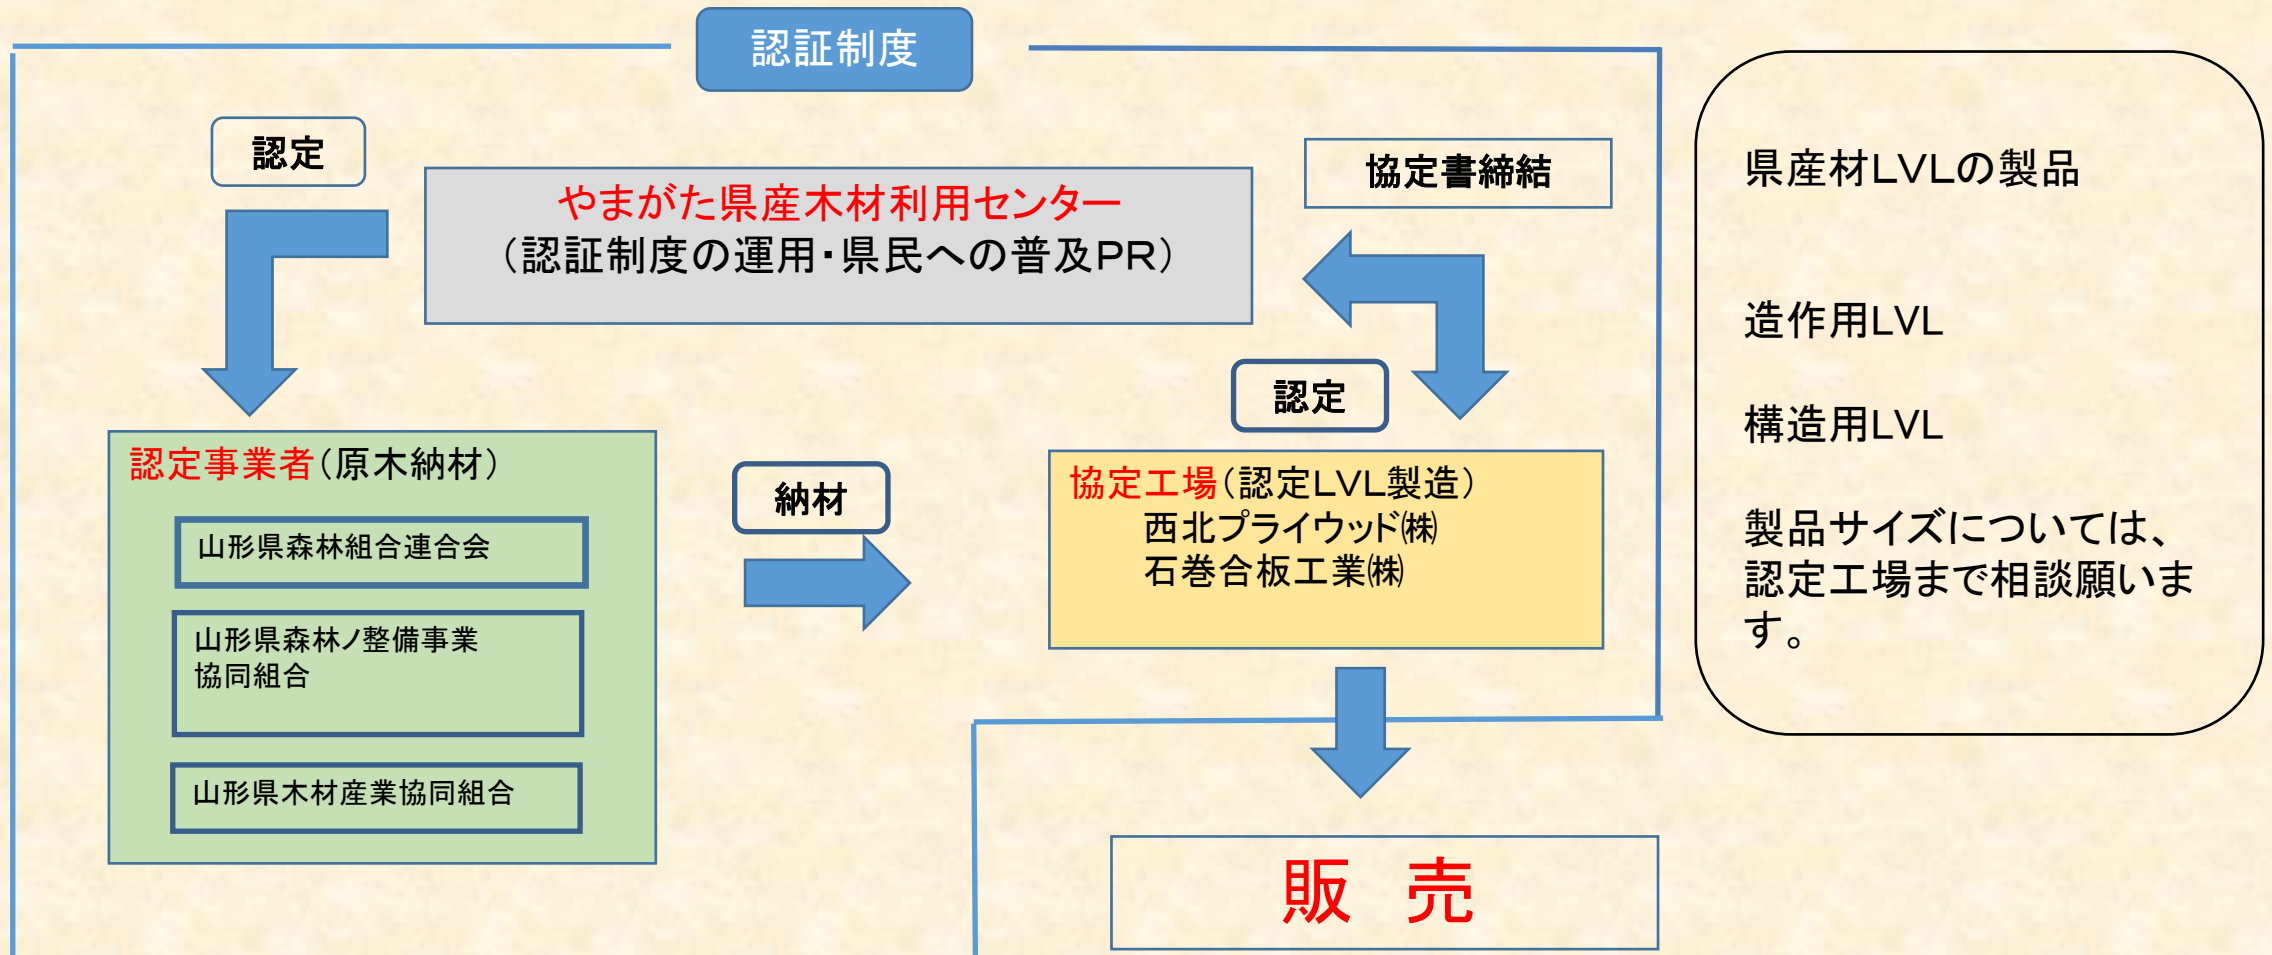 認証制度
認定
やまがた県産木材利用センター
（認証制度の運用・県民への普及PR）
協定書締結
認定
認定事業者（原木納材）
山形県森林組合連合会
山形県森林ノ整備事業
協同組合
山形県木材産業協同組合
納材
協定工場（認定LVL製造）
西北プライウッド㈱
石巻合板工業㈱
販　売
県産材LVLの製品
造作用LVL
構造用LVL
製品サイズについては、
認定工場まで相談願いま
す。